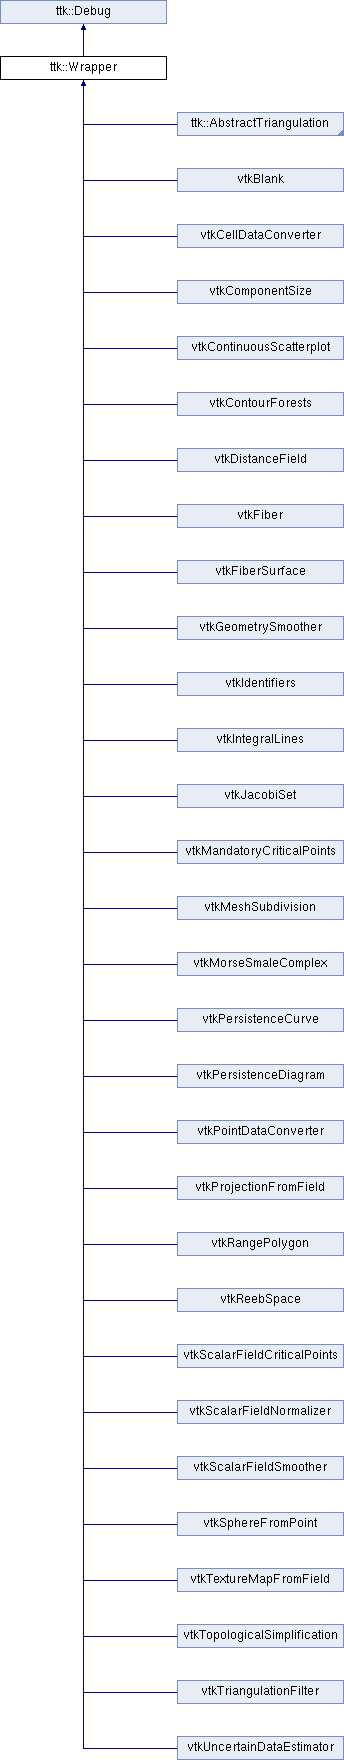 ttk::Debug
ttk::Wrapper
ttk::AbstractTriangulation
vtkBlank
vtkCellDataConverter
vtkComponentSize
vtkContinuousScatterplot
vtkContourForests
vtkDistanceField
vtkFiber
vtkFiberSurface
vtkGeometrySmoother
vtkIdentifiers
vtkIntegralLines
vtkJacobiSet
vtkMandatoryCriticalPoints
vtkMeshSubdivision
vtkMorseSmaleComplex
vtkPersistenceCurve
vtkPersistenceDiagram
vtkPointDataConverter
vtkProjectionFromField
vtkRangePolygon
vtkReebSpace
vtkScalarFieldCriticalPoints
vtkScalarFieldNormalizer
vtkScalarFieldSmoother
vtkSphereFromPoint
vtkTextureMapFromField
vtkTopologicalSimplification
vtkTriangulationFilter
vtkUncertainDataEstimator